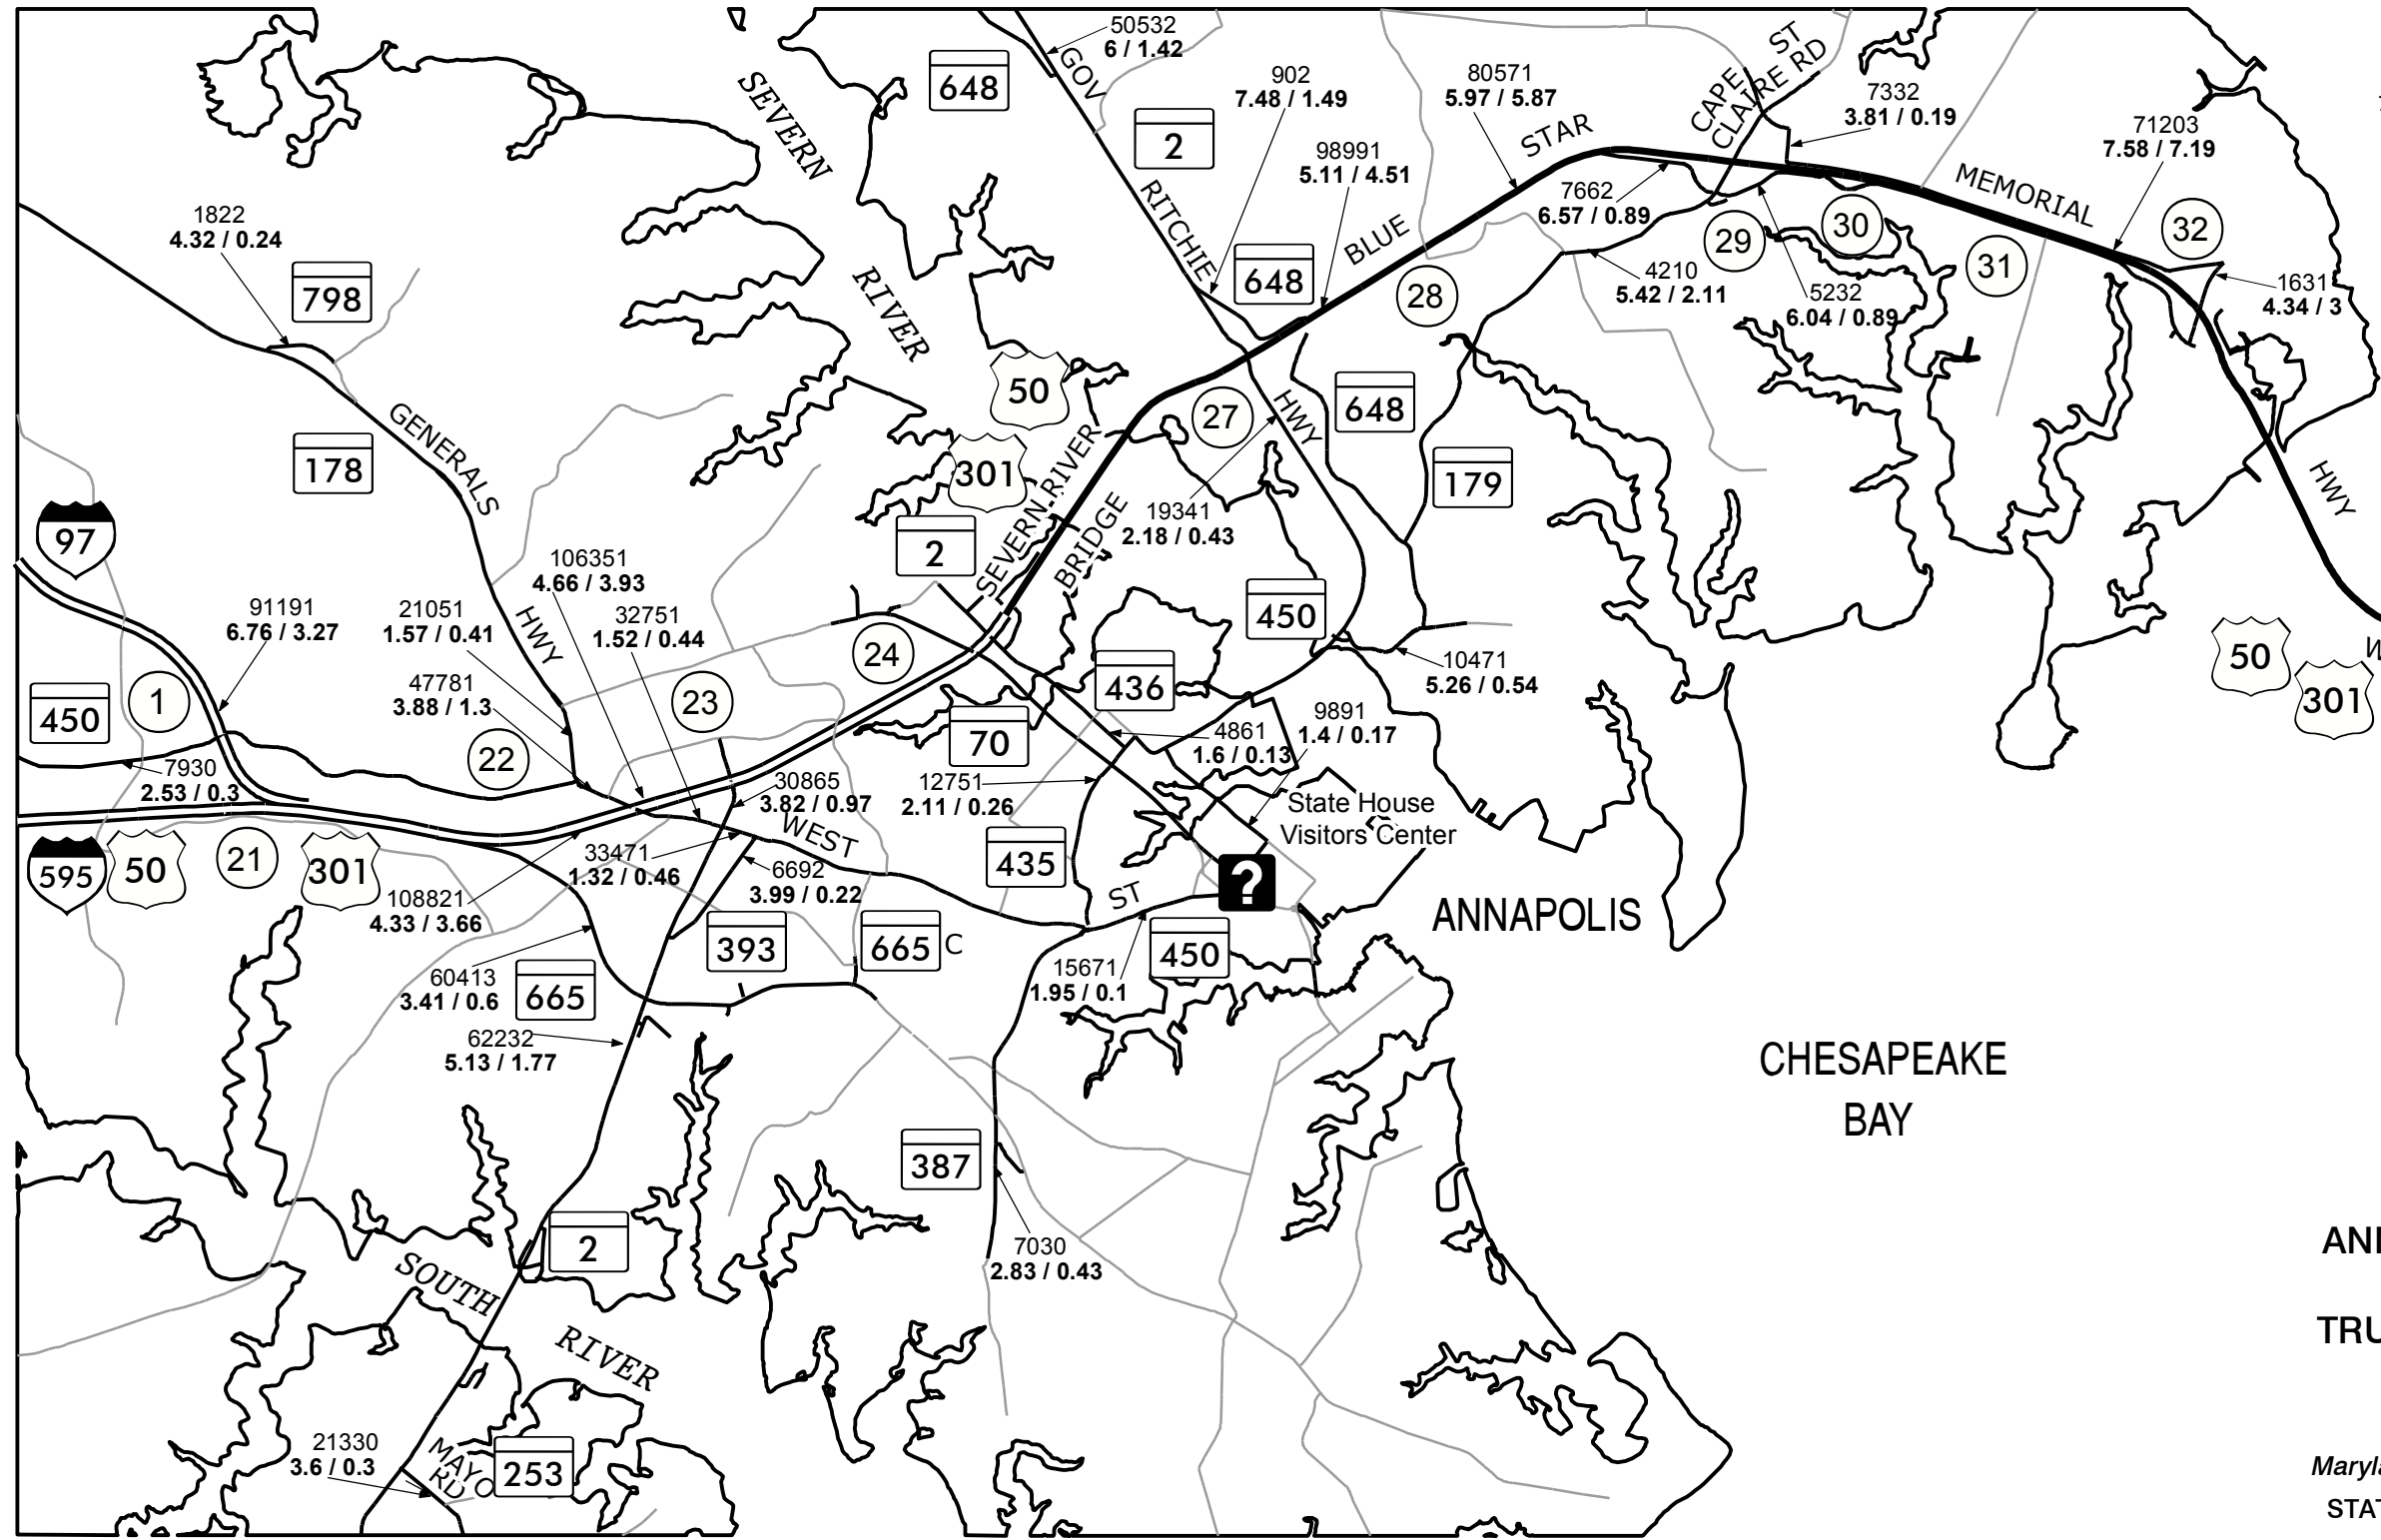 50532
6 / 1.42
GOV
RITCHIE
HWY
648
2
902
7.48 / 1.49
98991
5.11 / 4.51
80571
5.97 / 5.87
CAPE
ST
CLAIRE RD
7332
3.81 / 0.19
71203
7.58 / 7.19
SEVERN
RIVER
1822
4.32 / 0.24
798
178
GENERALS
HWY
BLUE
STAR
MEMORIAL
HWY
7662
6.57 / 0.89
648
28
29
30
31
32
4210
5.42 / 2.11
5232
6.04 / 0.89
1631
4.34 / 3
50
301
27
648
179
19341
2.18 / 0.43
SEVERN RIVER
BRIDGE
2
97
106351
4.66 / 3.93
91191
6.76 / 3.27
21051
1.57 / 0.41
32751
1.52 / 0.44
47781
3.88 / 1.3
24
450
436
10471
5.26 / 0.54
50
301
450
1
22
23
70
4861
1.6 / 0.13
9891
1.4 / 0.17
7930
2.53 / 0.3
30865
3.82 / 0.97
12751
2.11 / 0.26
State House
Visitors Center
?
WEST
ST
595
50
21
301
33471
1.32 / 0.46
6692
3.99 / 0.22
435
108821
4.33 / 3.66
393
665 C
450
ANNAPOLIS
60413
3.41 / 0.6
665
15671
1.95 / 0.1
62232
5.13 / 1.77
CHESAPEAKE
BAY
387
2
7030
2.83 / 0.43
SOUTH
RIVER
21330
3.6 / 0.3
MAYO
RD
253